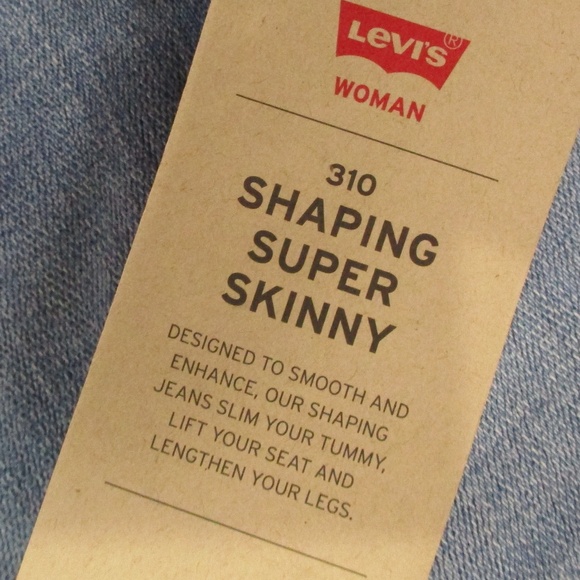 Levi's®
WOMAN
310
SHAPING
SUPER
SKINNY
DESIGNED TO SMOOTH AND
ENHANCE, OUR SHAPING
JEANS SLIM YOUR TUMMY,
LIFT YOUR SEAT AND
LENGTHEN YOUR LEGS.